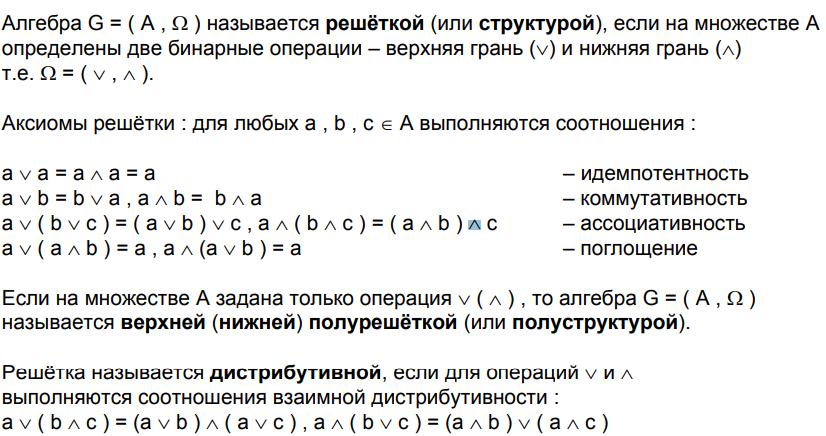 Алгебра G = ( A , Ω ) называется решёткой (или структурой), если на множестве A
определены две бинарные операции – верхняя грань (∨) и нижняя грань (∧)
т.е. Ω = ( ∨ , ∧ ).
Аксиомы решётки : для любых a , b , c ∈ A выполняются соотношения :
a ∨ a = a ∧ a = a – идемпотентность
a ∨ b = b ∨ a , a ∧ b = b ∧ a – коммутативность
a ∨ ( b ∨ c ) = ( a ∨ b ) ∨ c , a ∧ ( b ∧ c ) = ( a ∧ b ) ∧ c – ассоциативность
a ∨ ( a ∧ b ) = a , a ∧ (a ∨ b ) = a – поглощение
Если на множестве A задана только операция ∨ ( ∧ ) , то алгебра G = ( A , Ω )
называется верхней (нижней) полурешёткой (или полуструктурой).
Решётка называется дистрибутивной, если для операций ∨ и ∧
выполняются соотношения взаимной дистрибутивности :
a ∨ ( b ∧ c ) = (a ∨ b ) ∧ ( a ∨ c ) , a ∧ ( b ∨ c ) = (a ∧ b ) ∨ ( a ∧ c )